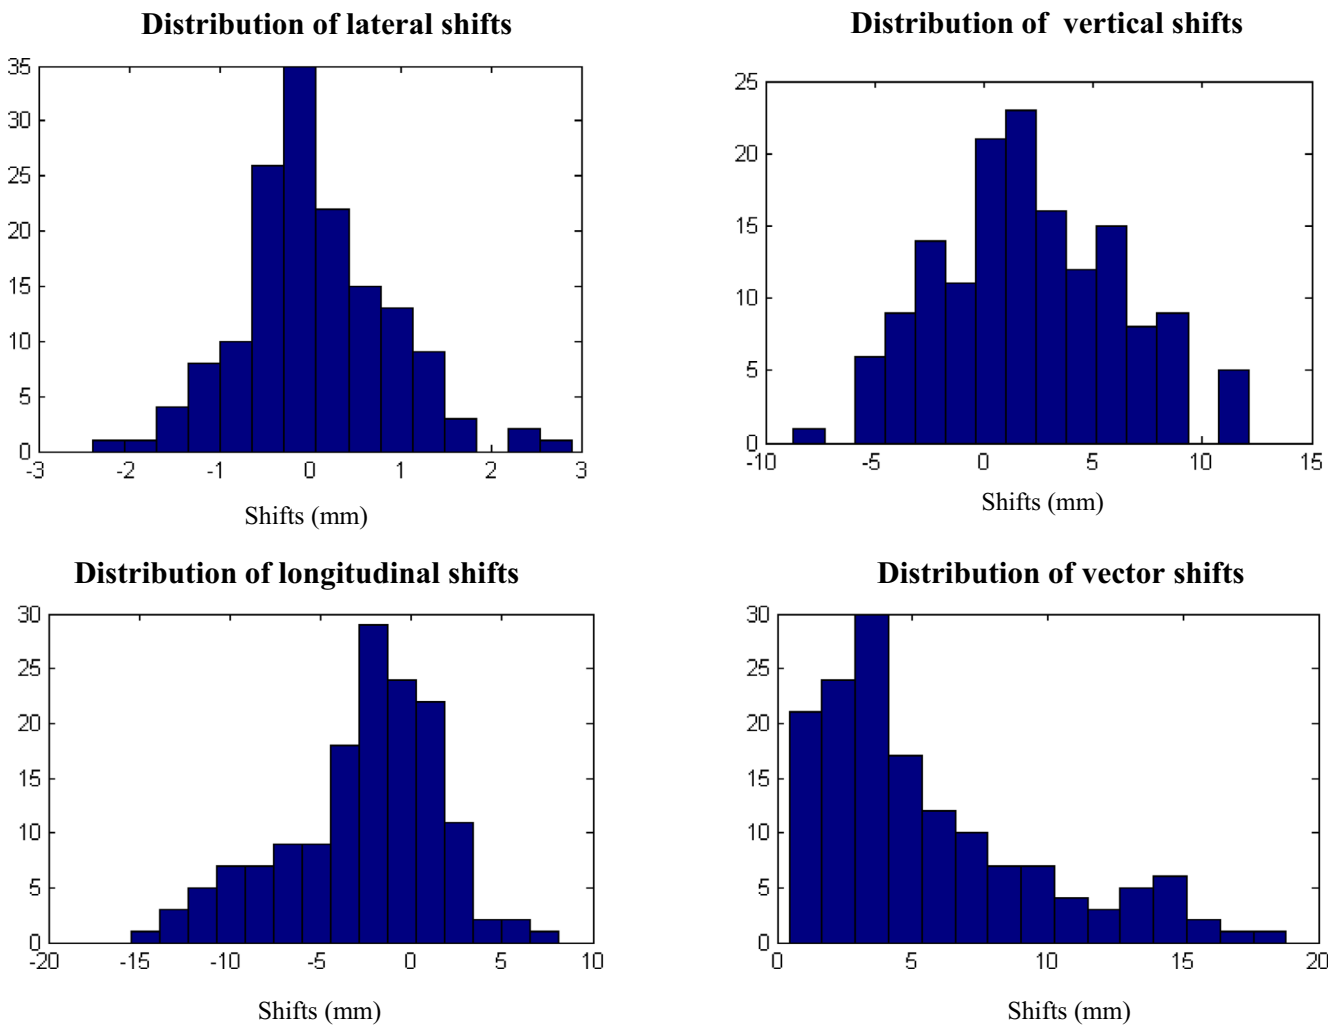 Distribution of lateral shifts
35
30
25
20
15
10
5
0
-3 -2 -1 0 1 2 3
Shifts (mm)
Distribution of vertical shifts
25
20
15
10
5
0
-10 -5 0 5 10 15
Shifts (mm)
Distribution of longitudinal shifts
30
25
20
15
10
5
0
-20 -15 -10 -5 0 5 10
Shifts (mm)
Distribution of vector shifts
30
25
20
15
10
5
0
0 5 10 15 20
Shifts (mm)